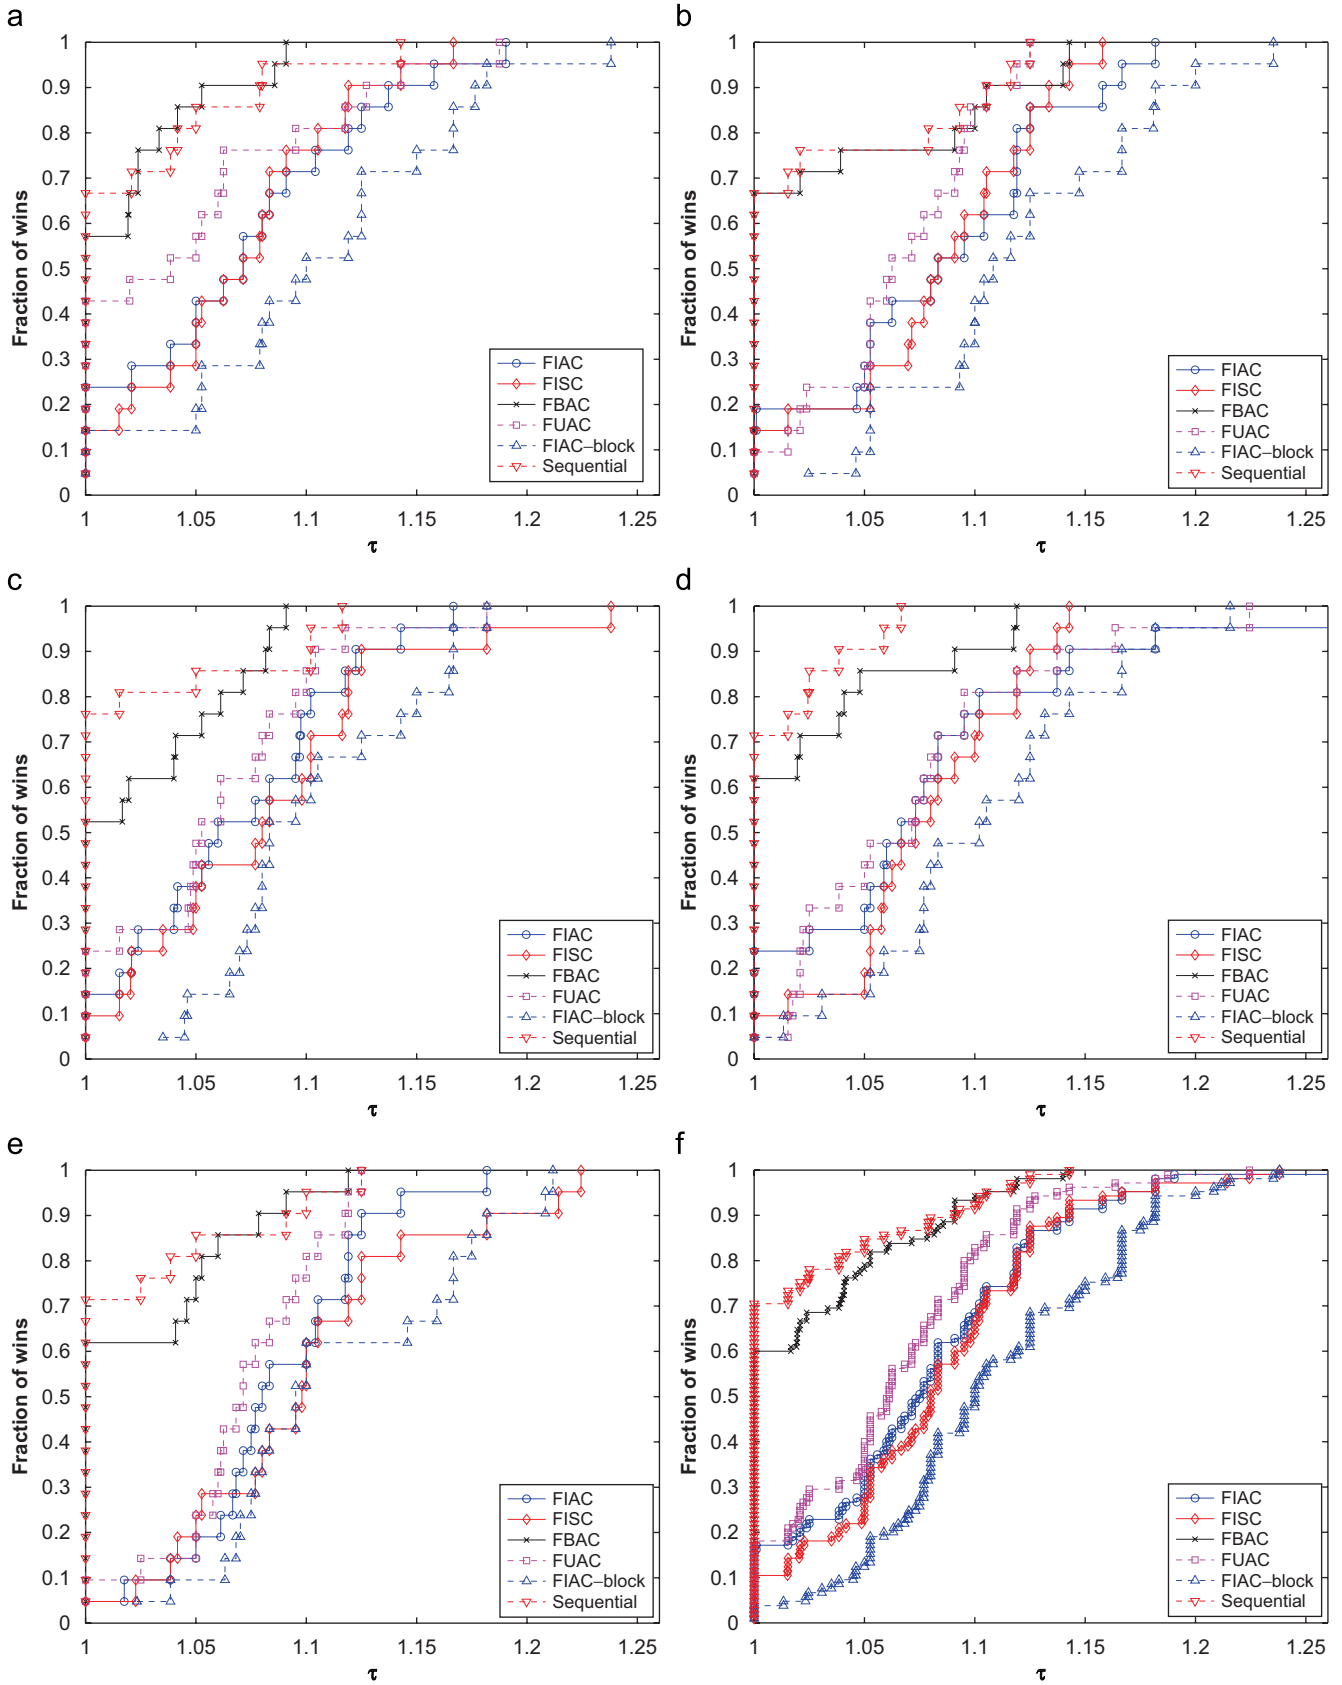 a
Fraction of wins
1
0.9
0.8
0.7
0.6
0.5
0.4
0.3
0.2
0.1
0
1
1.05
1.1
1.15
1.2
1.25
τ
FIAC
FISC
FBAC
FUAC
FIAC–block
Sequential
b
Fraction of wins
1
0.9
0.8
0.7
0.6
0.5
0.4
0.3
0.2
0.1
0
1
1.05
1.1
1.15
1.2
1.25
τ
FIAC
FISC
FBAC
FUAC
FIAC–block
Sequential
c
Fraction of wins
1
0.9
0.8
0.7
0.6
0.5
0.4
0.3
0.2
0.1
0
1
1.05
1.1
1.15
1.2
1.25
τ
FIAC
FISC
FBAC
FUAC
FIAC–block
Sequential
d
Fraction of wins
1
0.9
0.8
0.7
0.6
0.5
0.4
0.3
0.2
0.1
0
1
1.05
1.1
1.15
1.2
1.25
τ
FIAC
FISC
FBAC
FUAC
FIAC–block
Sequential
e
Fraction of wins
1
0.9
0.8
0.7
0.6
0.5
0.4
0.3
0.2
0.1
0
1
1.05
1.1
1.15
1.2
1.25
τ
FIAC
FISC
FBAC
FUAC
FIAC–block
Sequential
f
Fraction of wins
1
0.9
0.8
0.7
0.6
0.5
0.4
0.3
0.2
0.1
0
1
1.05
1.1
1.15
1.2
1.25
τ
FIAC
FISC
FBAC
FUAC
FIAC–block
Sequential